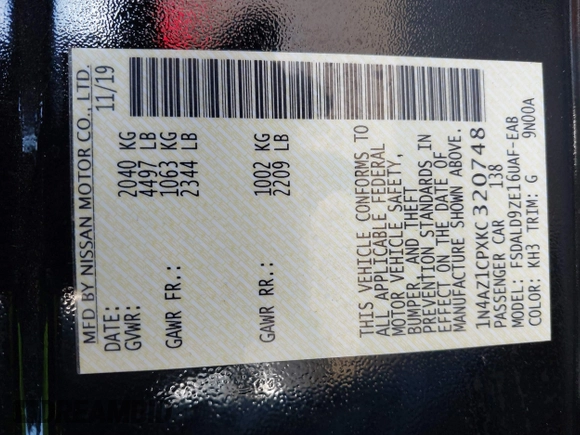 MFD BY NISSAN MOTOR CO., LTD.
DATE: 11/19
GVWR: 2040 KG
4497 LB
GAWR FR.: 1063 KG
2344 LB
GAWR RR.: 1002 KG
2209 LB
THIS VEHICLE CONFORMS TO
ALL APPLICABLE FEDERAL
MOTOR VEHICLE SAFETY,
BUMPER, AND THEFT
PREVENTION STANDARDS IN
EFFECT ON THE DATE OF
MANUFACTURE SHOWN ABOVE.
1N4AZ1CPXKC320748
PASSENGER CAR 138
MODEL: FSDALD9ZE16UAF-EAB
COLOR: KH3 TRIM: G 9N00A